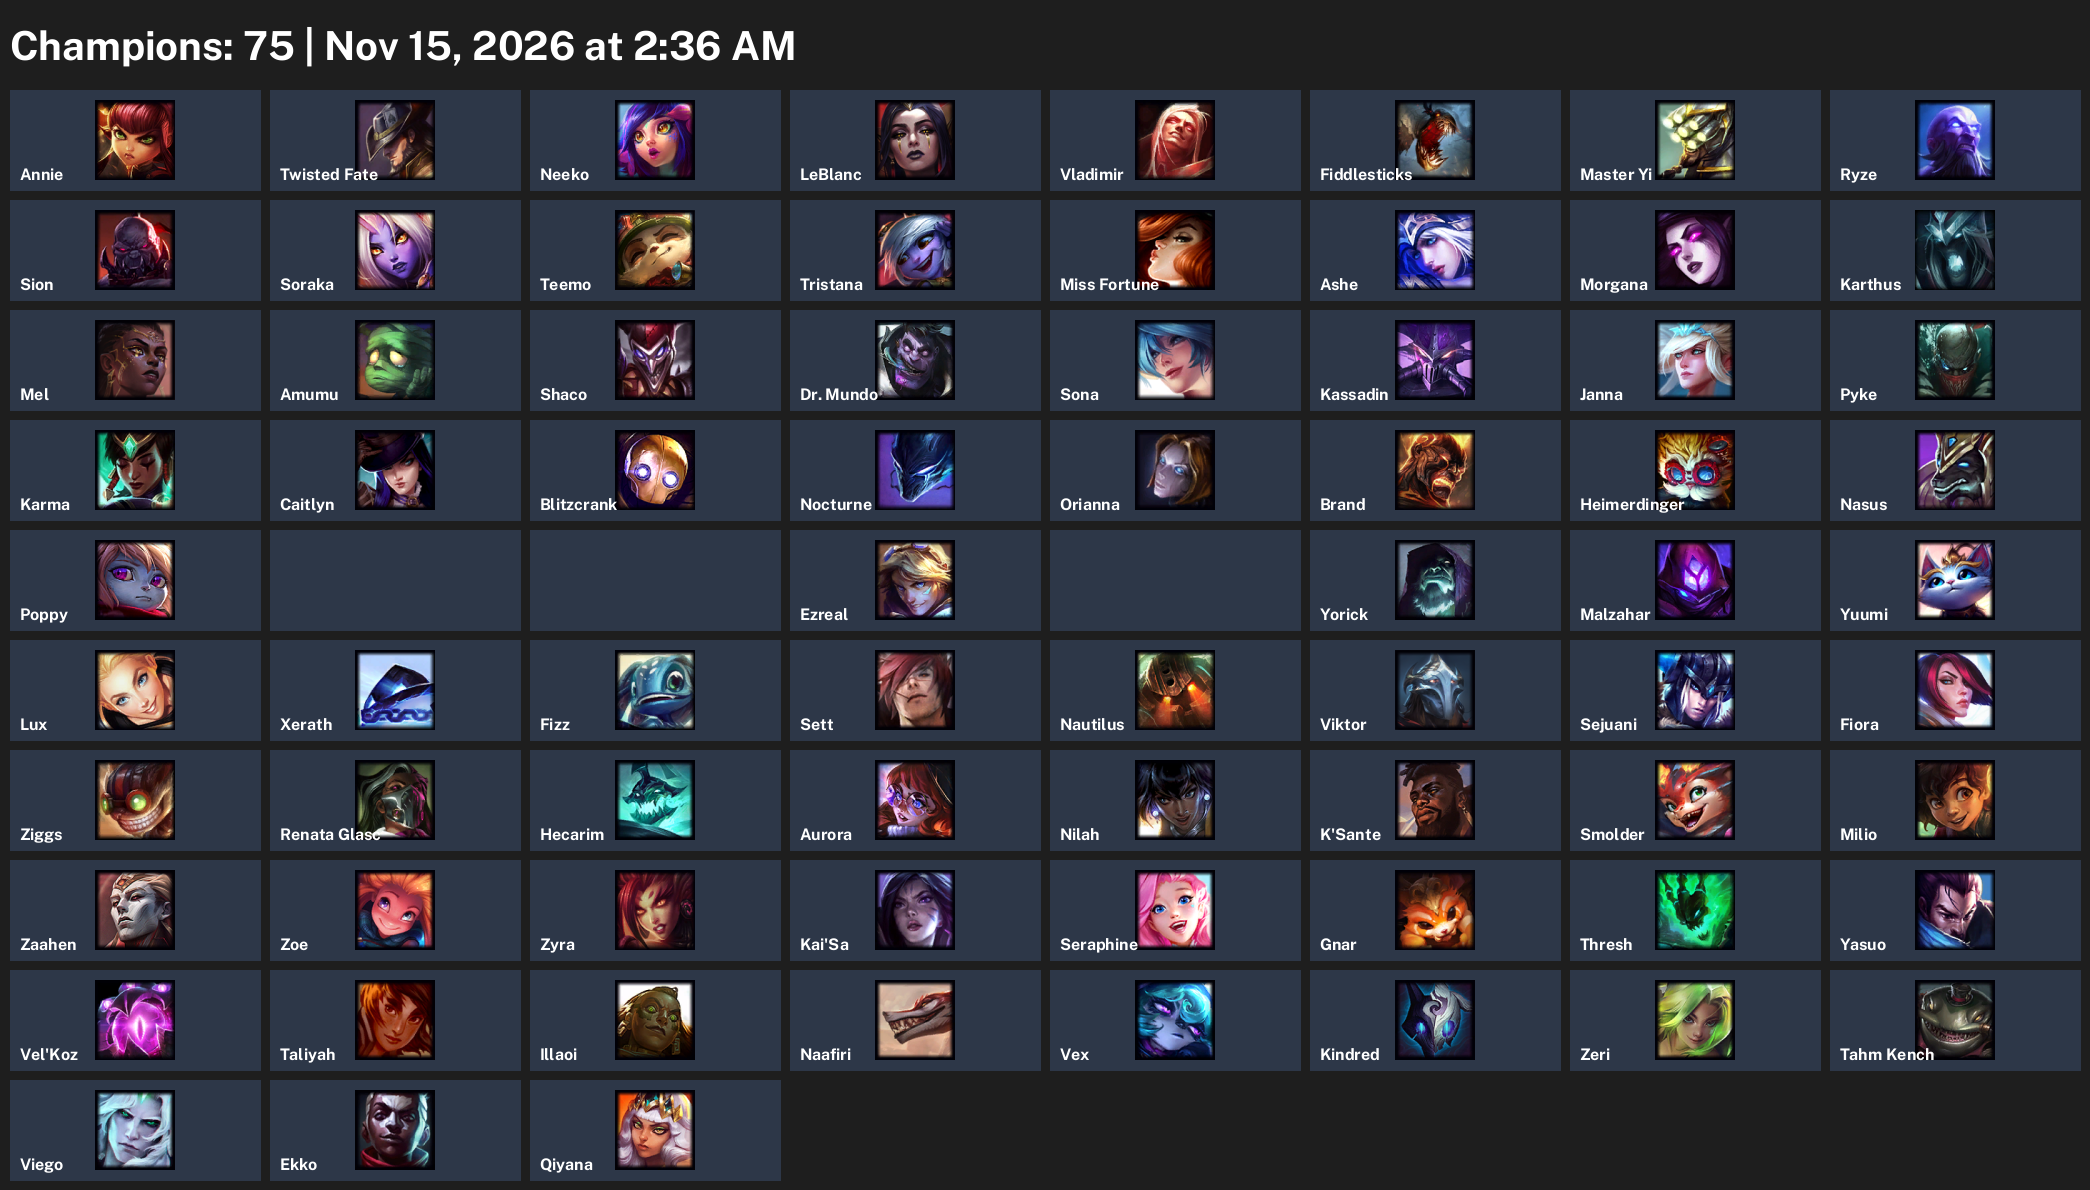 Champions: 75 | Nov 15, 2026 at 2:36 AM
Annie
Twisted Fate
Neeko
LeBlanc
Vladimir
Fiddlesticks
Master Yi
Ryze
Sion
Soraka
Teemo
Tristana
Miss Fortune
Ashe
Morgana
Karthus
Mel
Amumu
Shaco
Dr. Mundo
Sona
Kassadin
Janna
Pyke
Karma
Caitlyn
Blitzcrank
Nocturne
Orianna
Brand
Heimerdinger
Nasus
Poppy
Ezreal
Yorick
Malzahar
Yuumi
Lux
Xerath
Fizz
Sett
Nautilus
Viktor
Sejuani
Fiora
Ziggs
Renata Glasc
Hecarim
Aurora
Nilah
K'Sante
Smolder
Milio
Zaahen
Zoe
Zyra
Kai'Sa
Seraphine
Gnar
Thresh
Yasuo
Vel'Koz
Taliyah
Illaoi
Naafiri
Vex
Kindred
Zeri
Tahm Kench
Viego
Ekko
Qiyana